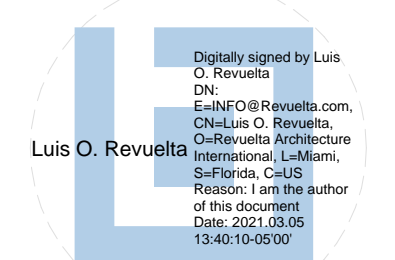 Luis O. Revuelta
Digitally signed by Luis
O. Revuelta
DN:
E=INFO@Revuelta.com,
CN=Luis O. Revuelta,
O=Revuelta Architecture
International, L=Miami,
S=Florida, C=US
Reason: I am the author
of this document
Date: 2021.03.05
13:40:10-05'00'